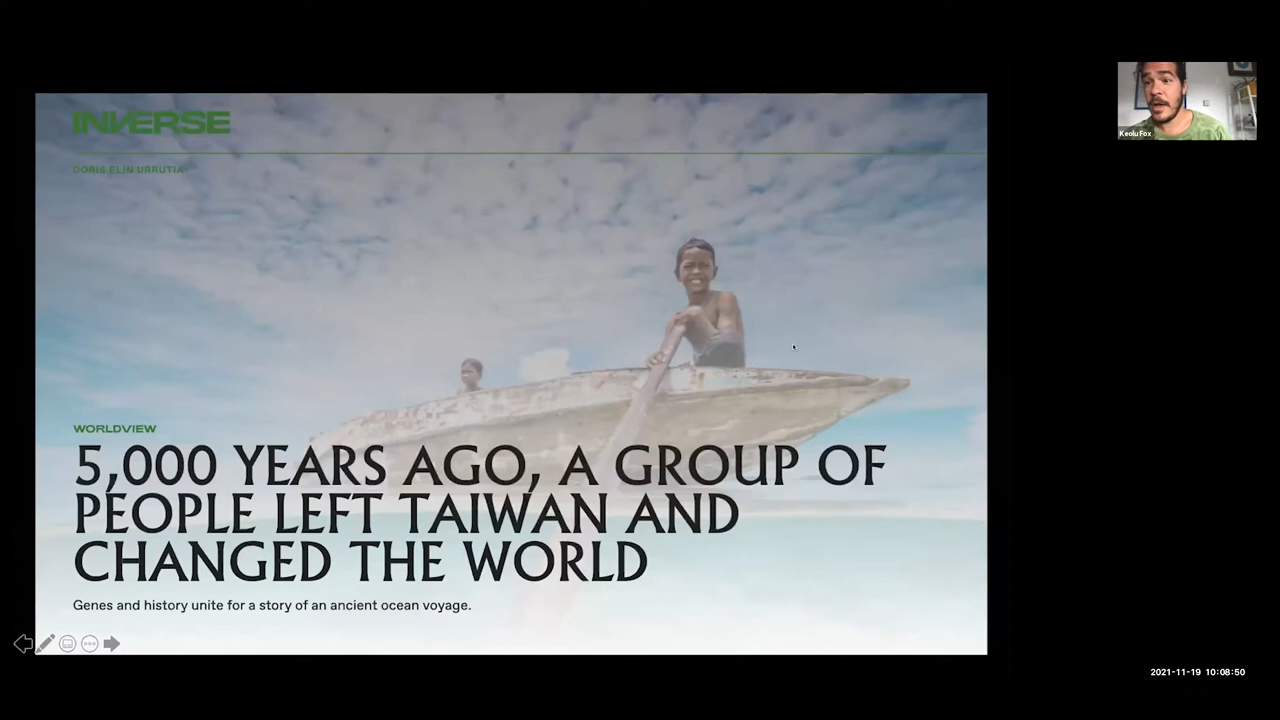 INVERSE
DORIS ELIN URRUTIA
WORLDVIEW
5,000 YEARS AGO, A GROUP OF
PEOPLE LEFT TAIWAN AND
CHANGED THE WORLD
Genes and history unite for a story of an ancient ocean voyage.
Keolu Fox
2021-11-19 10:08:50